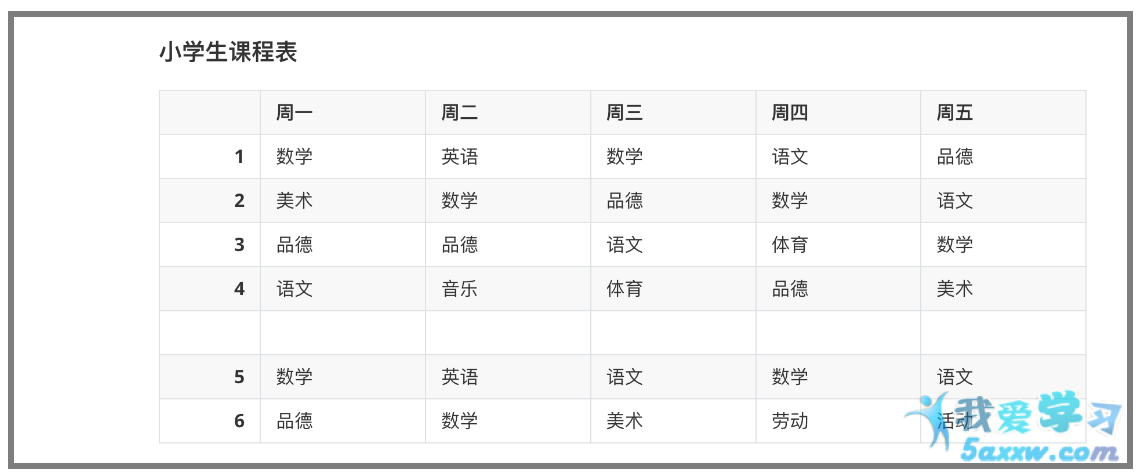 小学生课程表
周一 周二 周三 周四 周五
1 数学 英语 数学 语文 品德
2 美术 数学 品德 数学 语文
3 品德 品德 语文 体育 数学
4 语文 音乐 体育 品德 美术
5 数学 英语 语文 数学 语文
6 品德 数学 美术 劳动 活动
我爱学习
5axxw.com